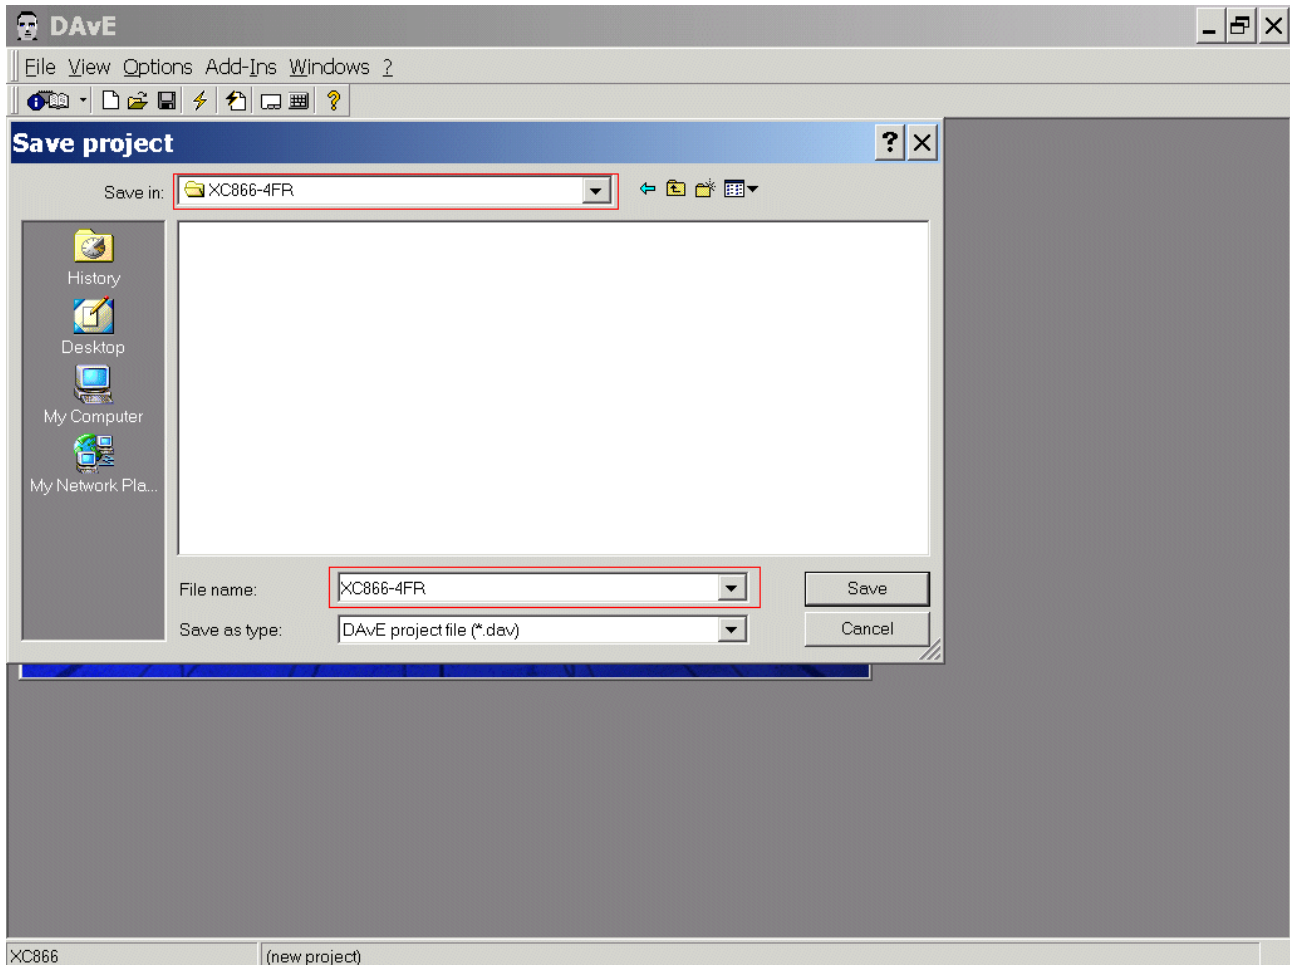 DAvE
File View Options Add-Ins Windows ?
Save project
Save in: XC866-4FR
History
Desktop
My Computer
My Network Pla...
File name: XC866-4FR
Save
Save as type: DAvE project file (*.dav)
Cancel
XC866 (new project)